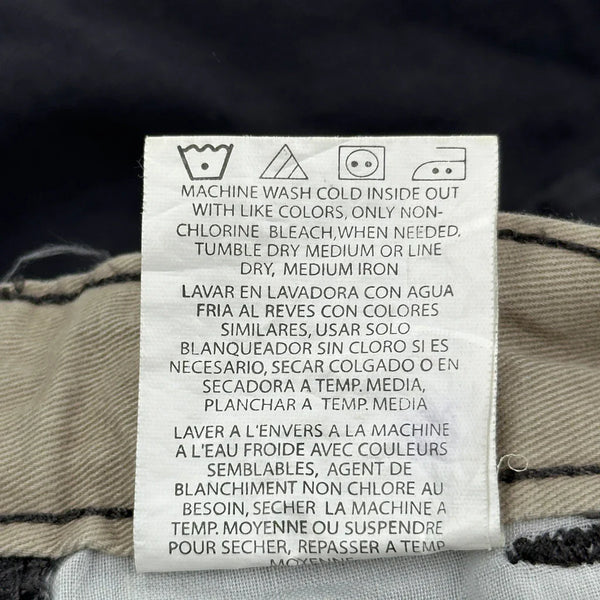 MACHINE WASH COLD INSIDE OUT
WITH LIKE COLORS, ONLY NON-
CHLORINE BLEACH, WHEN NEEDED.
TUMBLE DRY MEDIUM OR LINE
DRY, MEDIUM IRON
LAVAR EN LAVADORA CON AGUA
FRIA AL REVES CON COLORES
SIMILARES, USAR SOLO
BLANQUEADOR SIN CLORO SI ES
NECESARIO, SECAR COLGADO O EN
SECADORA A TEMP. MEDIA,
PLANCHAR A TEMP. MEDIA
LAVER A L'ENVERS A LA MACHINE
A L'EAU FROIDE AVEC COULEURS
SEMBLABLES, AGENT DE
BLANCHIMENT NON CHLORE AU
BESOIN, SECHER LA MACHINE A
TEMP. MOYENNE OU SUSPENDRE
POUR SECHER, REPASSER A TEMP